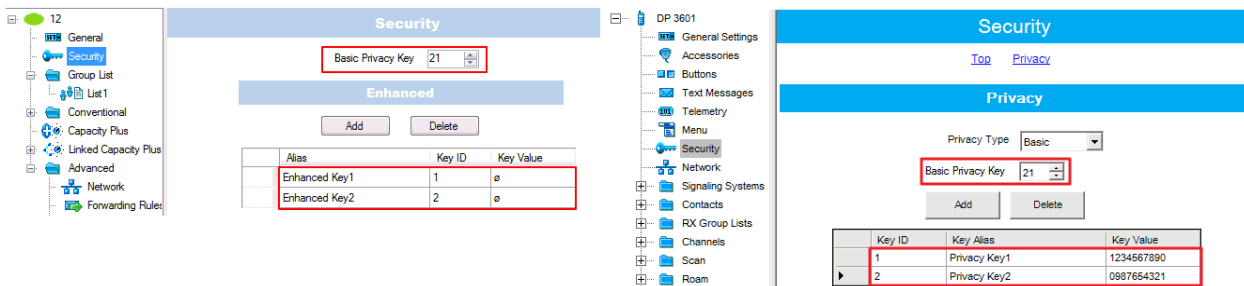 12
General
Security
Group List
List1
Conventional
Capacity Plus
Linked Capacity Plus
Advanced
Network
Forwarding Rules
Security
Basic Privacy Key 21
Enhanced
Add Delete
Alias Key ID Key Value
Enhanced Key1 1 ø
Enhanced Key2 2 ø
DP 3601
General Settings
Accessories
Buttons
Text Messages
Telemetry
Menu
Security
Network
Signaling Systems
Contacts
RX Group Lists
Channels
Scan
Roam
Security
Top Privacy
Privacy
Privacy Type Basic
Basic Privacy Key 21
Add Delete
Key ID Key Alias Key Value
1 Privacy Key1 1234567890
2 Privacy Key2 0987654321